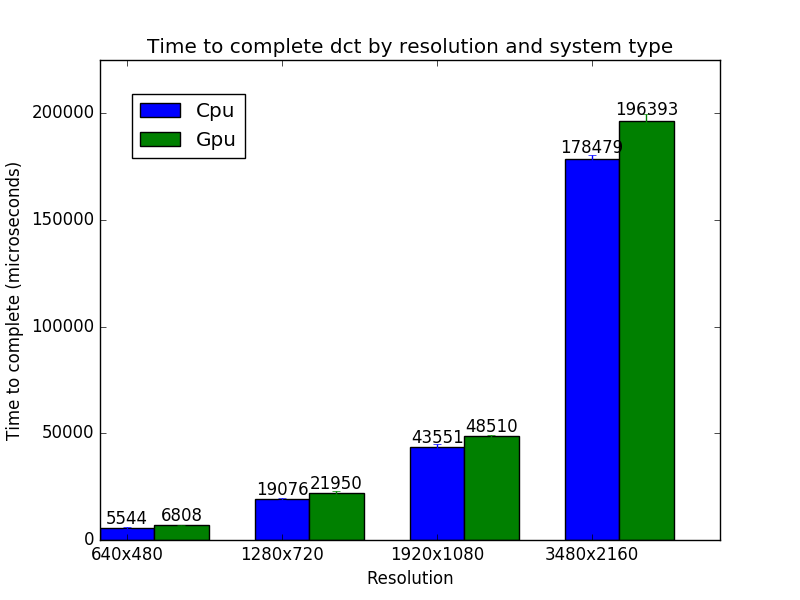 Time to complete dct by resolution and system type
Cpu
Gpu
Time to complete (microseconds)
200000
150000
100000
50000
0
5544
6808
19076
21950
43551
48510
178479
196393
640x480
1280x720
1920x1080
3480x2160
Resolution